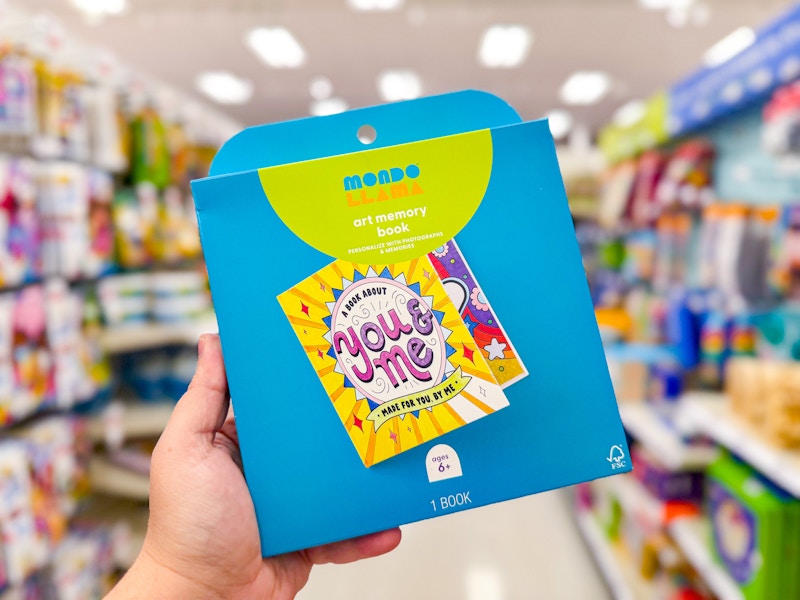 MONDO
LLAMA
art memory
book
PERSONALIZE WITH PHOTOGRAPHS
& MEMORIES
A BOOK ABOUT
you &
me
• MADE FOR YOU, BY ME •
ages
6+
1 BOOK
FSC